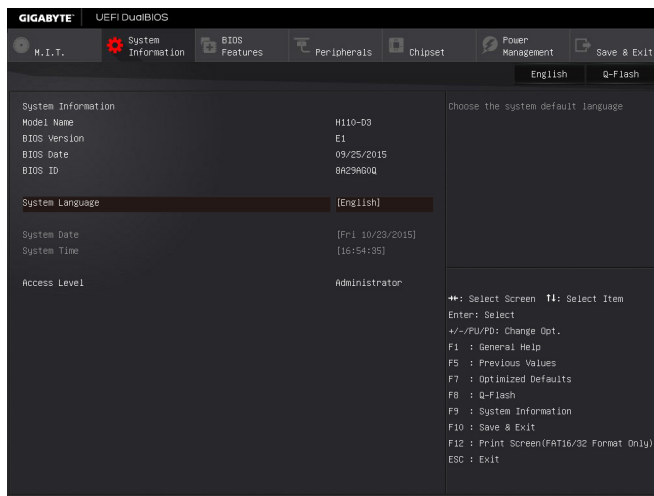 GIGABYTE™ UEFI DualBIOS
M.I.T.
System Information
BIOS Features
Peripherals
Chipset
Power Management
Save & Exit
English Q-Flash
System Information
Model Name H110-D3
BIOS Version E1
BIOS Date 09/25/2015
BIOS ID 8A29AG0Q
System Language [English]
System Date [Fri 10/23/2015]
System Time [16:54:35]
Access Level Administrator
Choose the system default language
→←: Select Screen ↑↓: Select Item
Enter: Select
+/-/PU/PD: Change Opt.
F1 : General Help
F5 : Previous Values
F7 : Optimized Defaults
F8 : Q-Flash
F9 : System Information
F10 : Save & Exit
F12 : Print Screen(FAT16/32 Format Only)
ESC : Exit